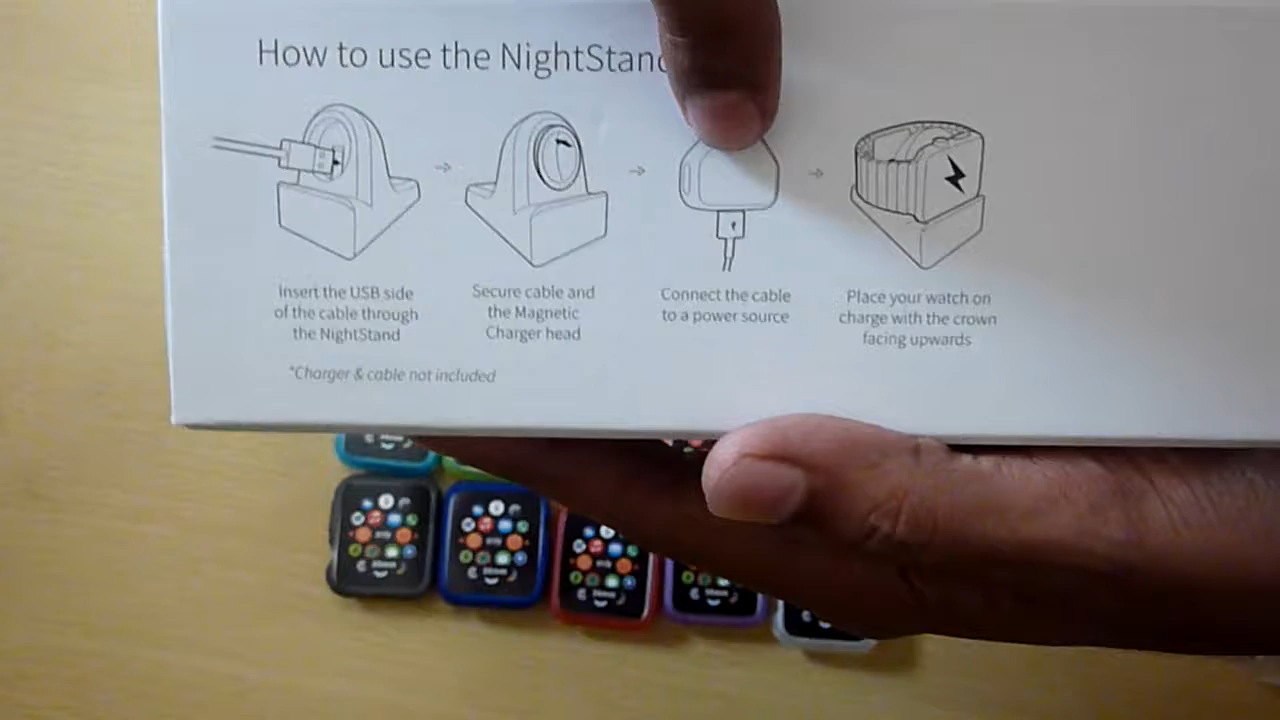 How to use the NightStand
Insert the USB side
of the cable through
the NightStand
Secure cable and
the Magnetic
Charger head
Connect the cable
to a power source
Place your watch on
charge with the crown
facing upwards
*Charger & cable not included